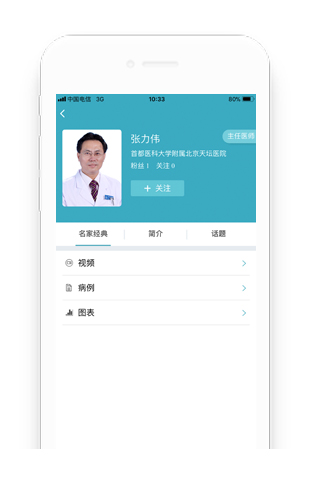 中国电信 3G 10:33 80%
张力伟 主任医师
首都医科大学附属北京天坛医院
粉丝 1 关注 0
+ 关注
名家经典 简介 话题
视频
病例
图表